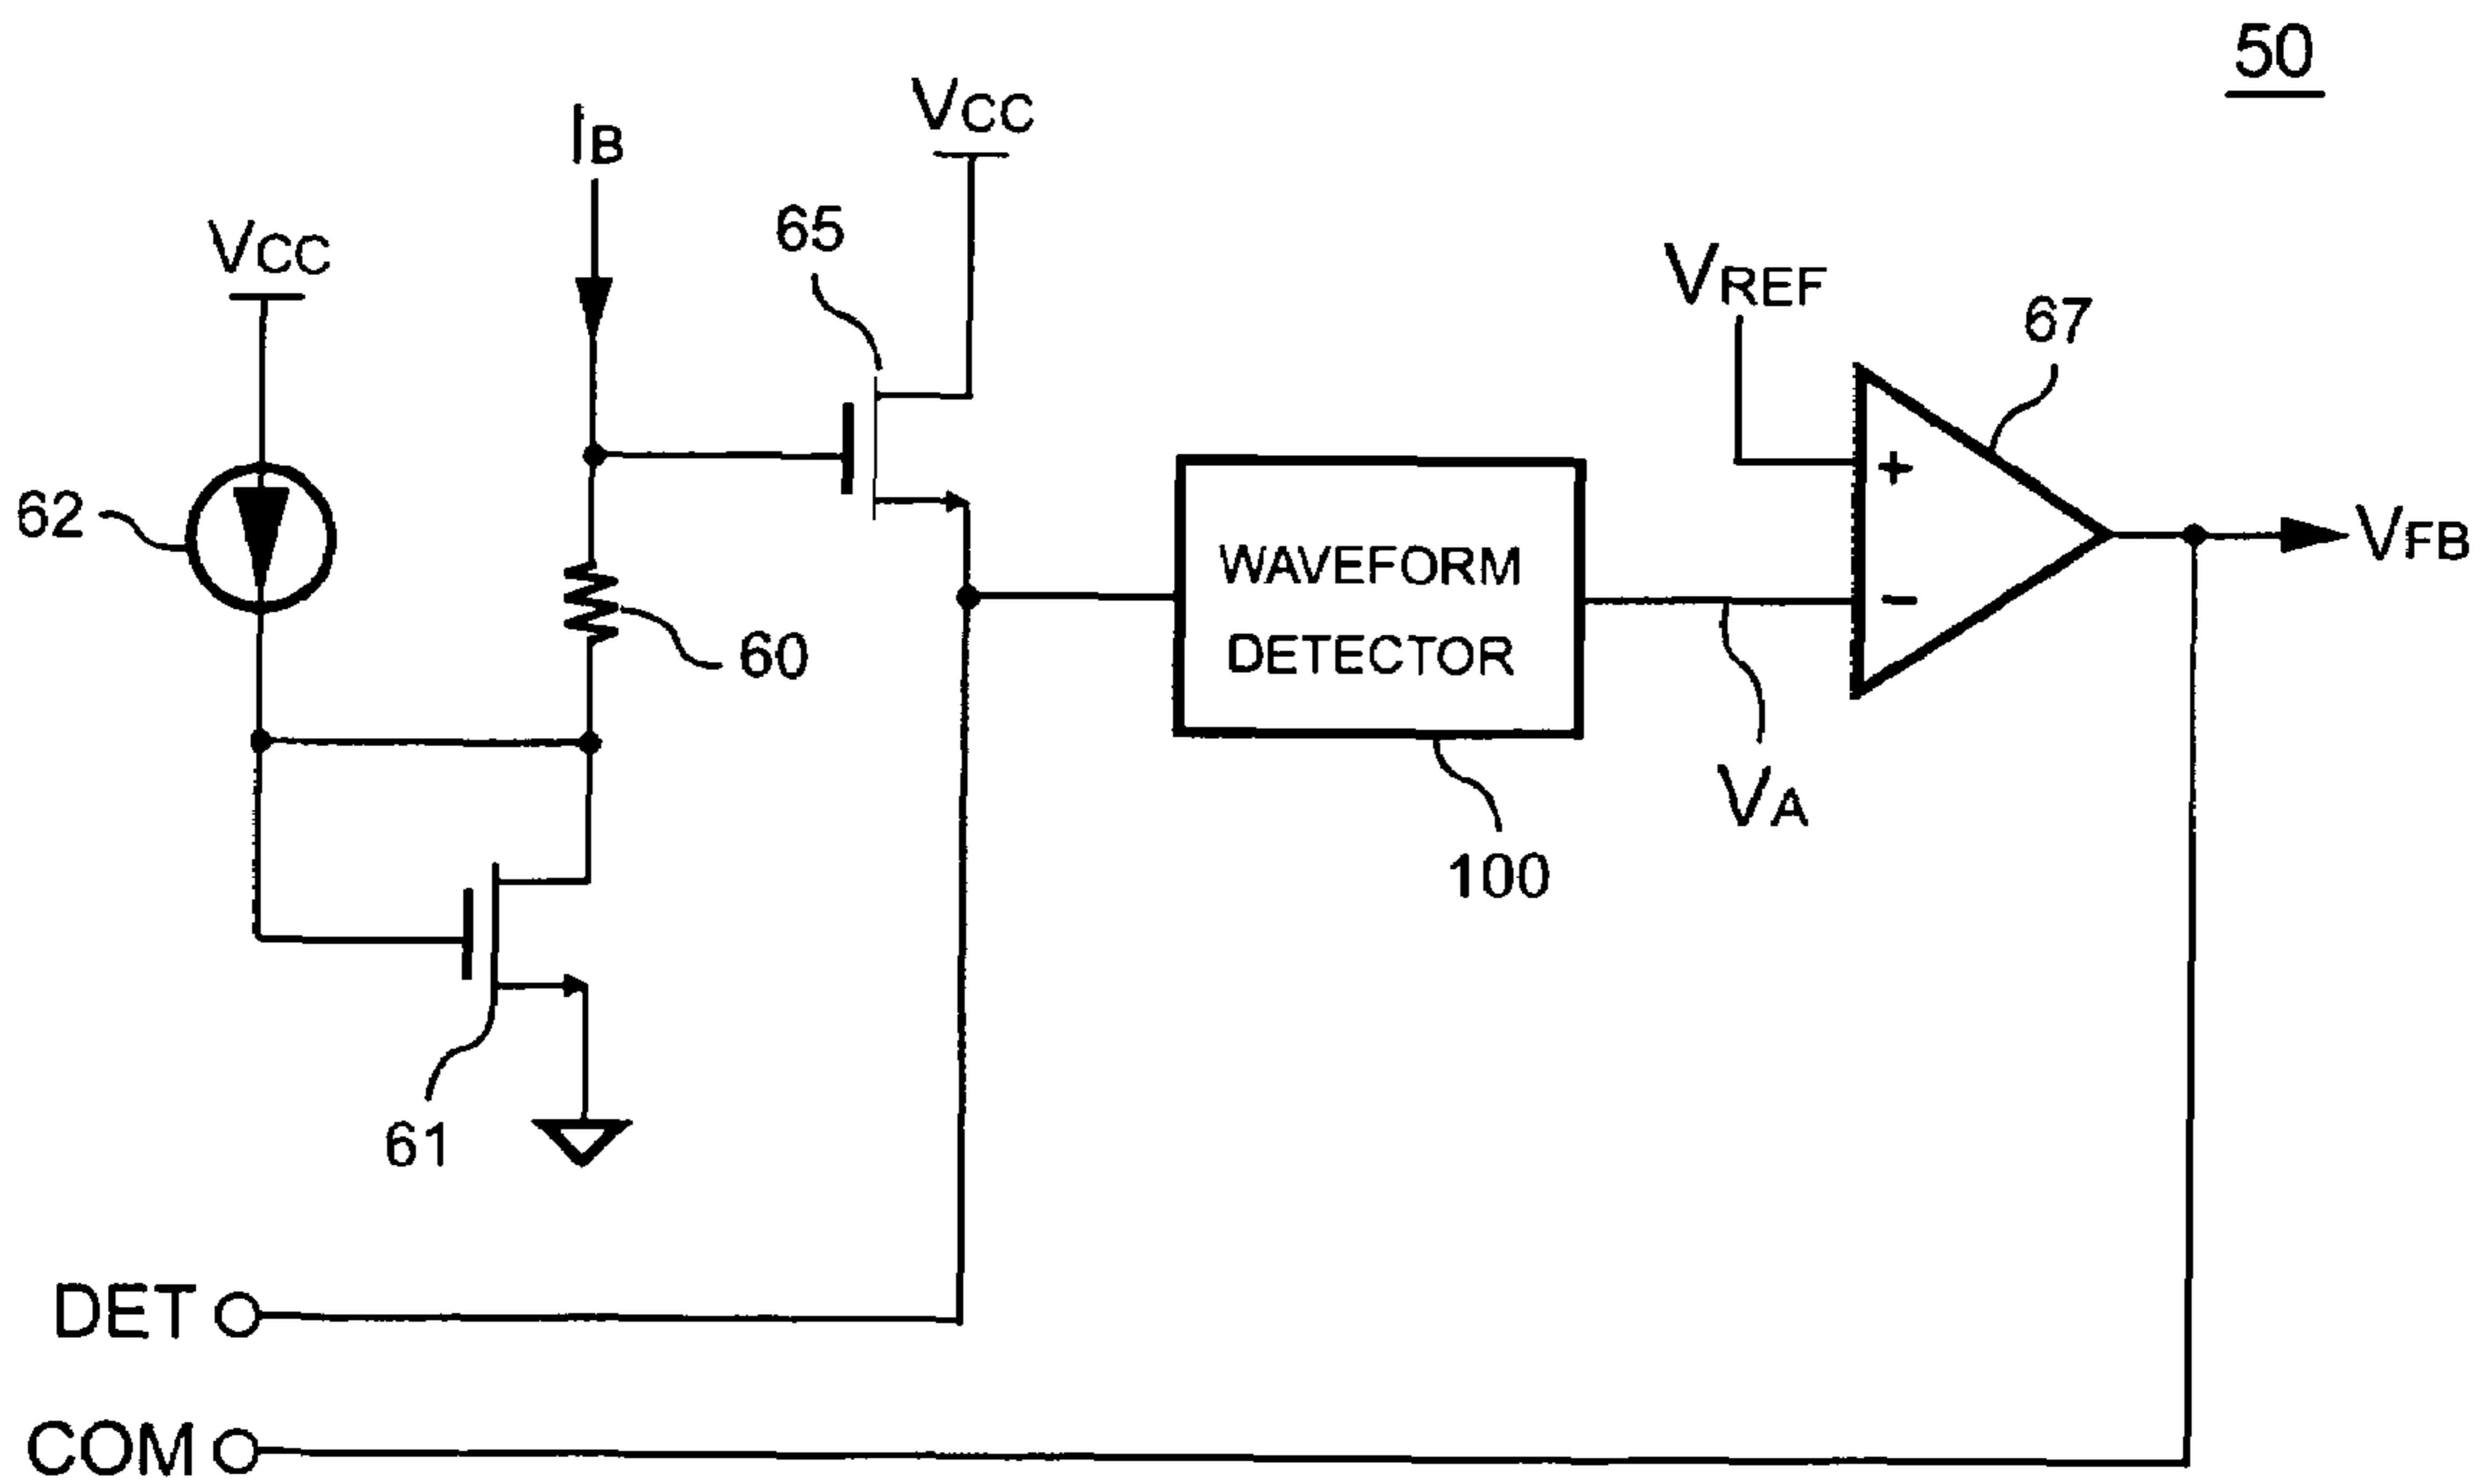 50
VCC
IB
VCC
65
VREF
67
62
+
VFB
WAVEFORM
DETECTOR
−
60
VA
100
61
DET
COM